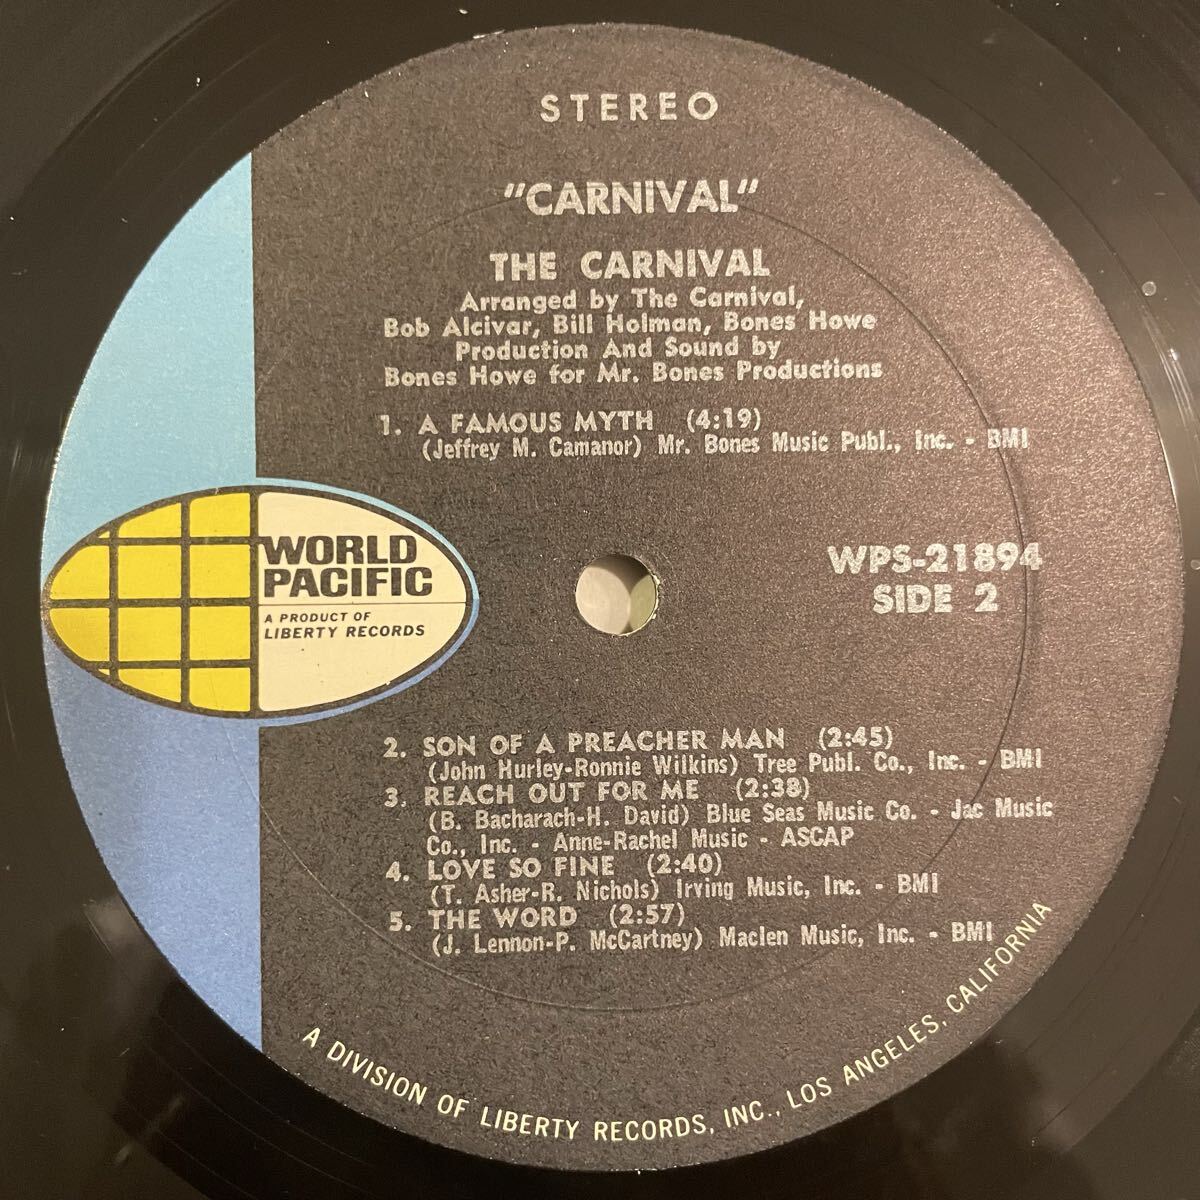 STEREO
"CARNIVAL"
THE CARNIVAL
Arranged by The Carnival,
Bob Alcivar, Bill Holman, Bones Howe
Production And Sound by
Bones Howe for Mr. Bones Productions
1. A FAMOUS MYTH (4:19)
(Jeffrey M. Camanor) Mr. Bones Music Publ., Inc. - BMI
WORLD
PACIFIC
A PRODUCT OF
LIBERTY RECORDS
WPS-21894
SIDE 2
2. SON OF A PREACHER MAN (2:45)
(John Hurley-Ronnie Wilkins) Tree Publ. Co., Inc. - BMI
3. REACH OUT FOR ME (2:38)
(B. Bacharach-H. David) Blue Seas Music Co. - Jac Music
Co., Inc. - Anne-Rachel Music - ASCAP
4. LOVE SO FINE (2:40)
(T. Asher-R. Nichols) Irving Music, Inc. - BMI
5. THE WORD (2:57)
(J. Lennon-P. McCartney) Maclen Music, Inc. - BMI
A DIVISION OF LIBERTY RECORDS, INC., LOS ANGELES, CALIFORNIA